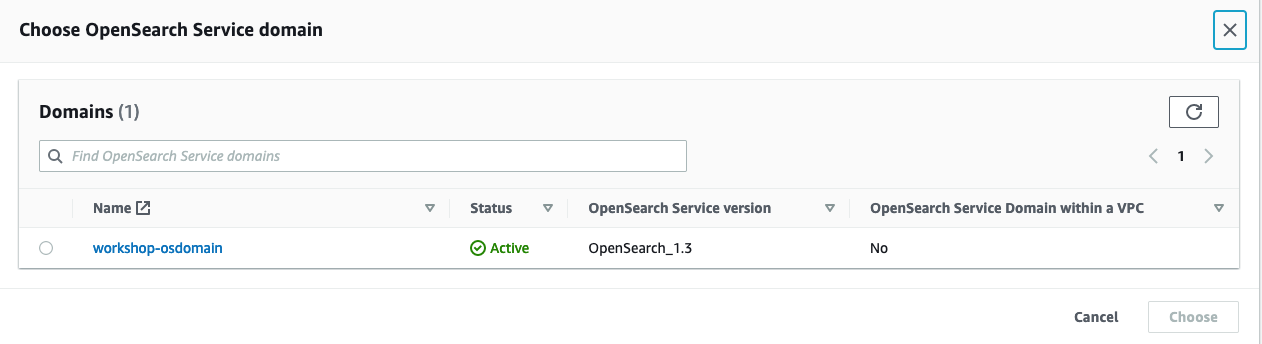 Choose OpenSearch Service domain
Domains (1)
Find OpenSearch Service domains
1
Name Status OpenSearch Service version OpenSearch Service Domain within a VPC
workshop-osdomain Active OpenSearch_1.3 No
Cancel Choose